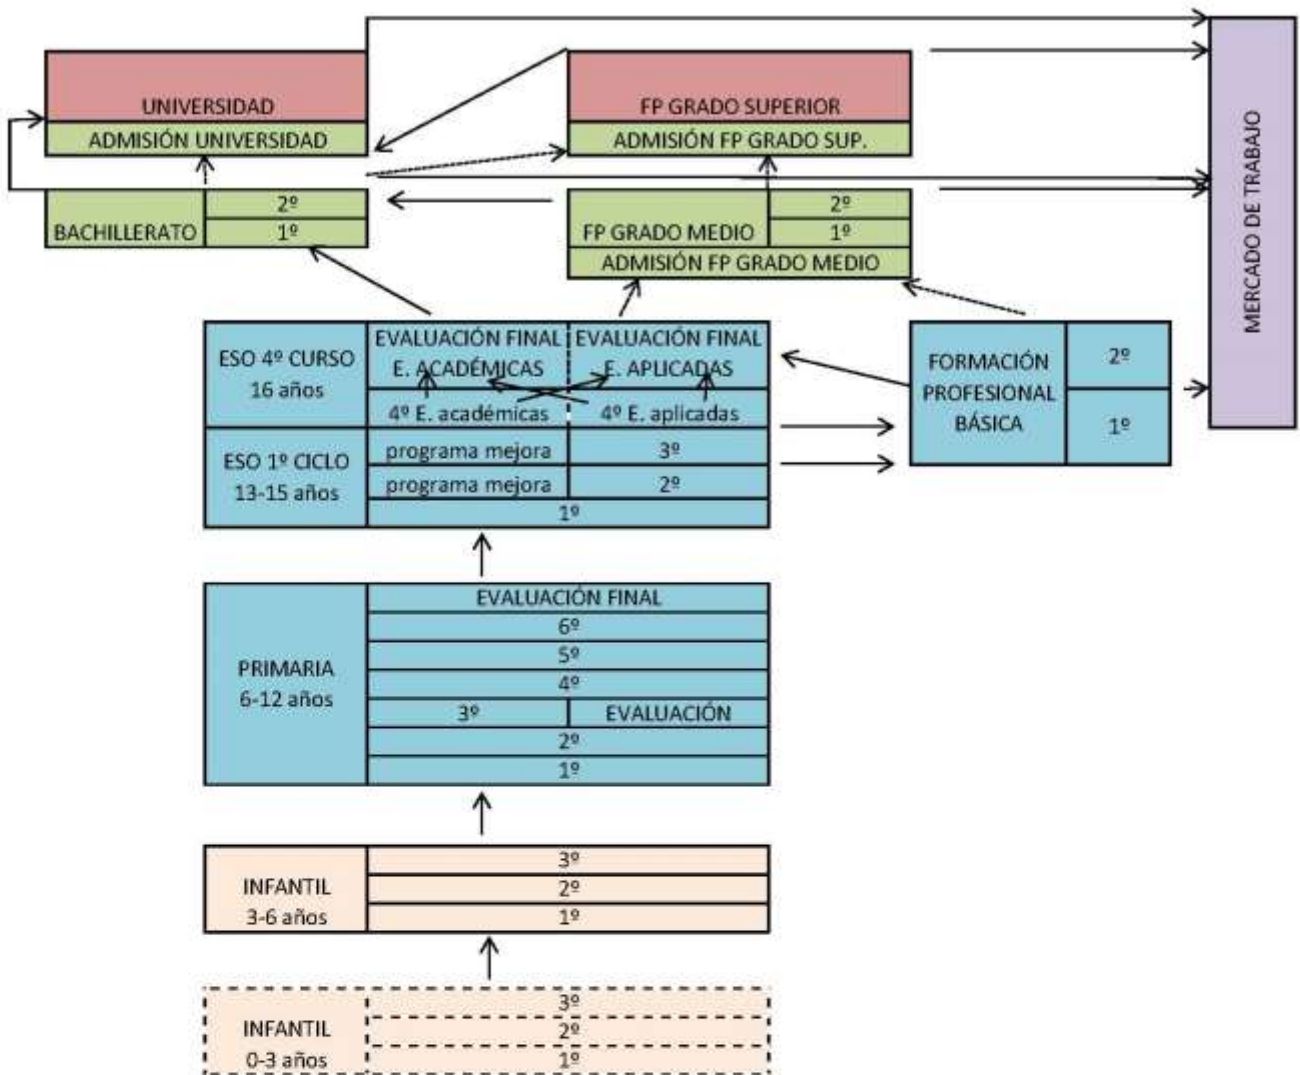 UNIVERSIDAD
ADMISIÓN UNIVERSIDAD
FP GRADO SUPERIOR
ADMISIÓN FP GRADO SUP.
MERCADO DE TRABAJO
BACHILLERATO
2º
1º
FP GRADO MEDIO
2º
1º
ADMISIÓN FP GRADO MEDIO
ESO 4º CURSO
16 años
EVALUACIÓN FINAL
E. ACADÉMICAS
EVALUACIÓN FINAL
E. APLICADAS
4º E. académicas
4º E. aplicadas
FORMACIÓN
PROFESIONAL
BÁSICA
2º
1º
ESO 1º CICLO
13-15 años
programa mejora
3º
programa mejora
2º
1º
PRIMARIA
6-12 años
EVALUACIÓN FINAL
6º
5º
4º
3º
EVALUACIÓN
2º
1º
INFANTIL
3-6 años
3º
2º
1º
INFANTIL
0-3 años
3º
2º
1º